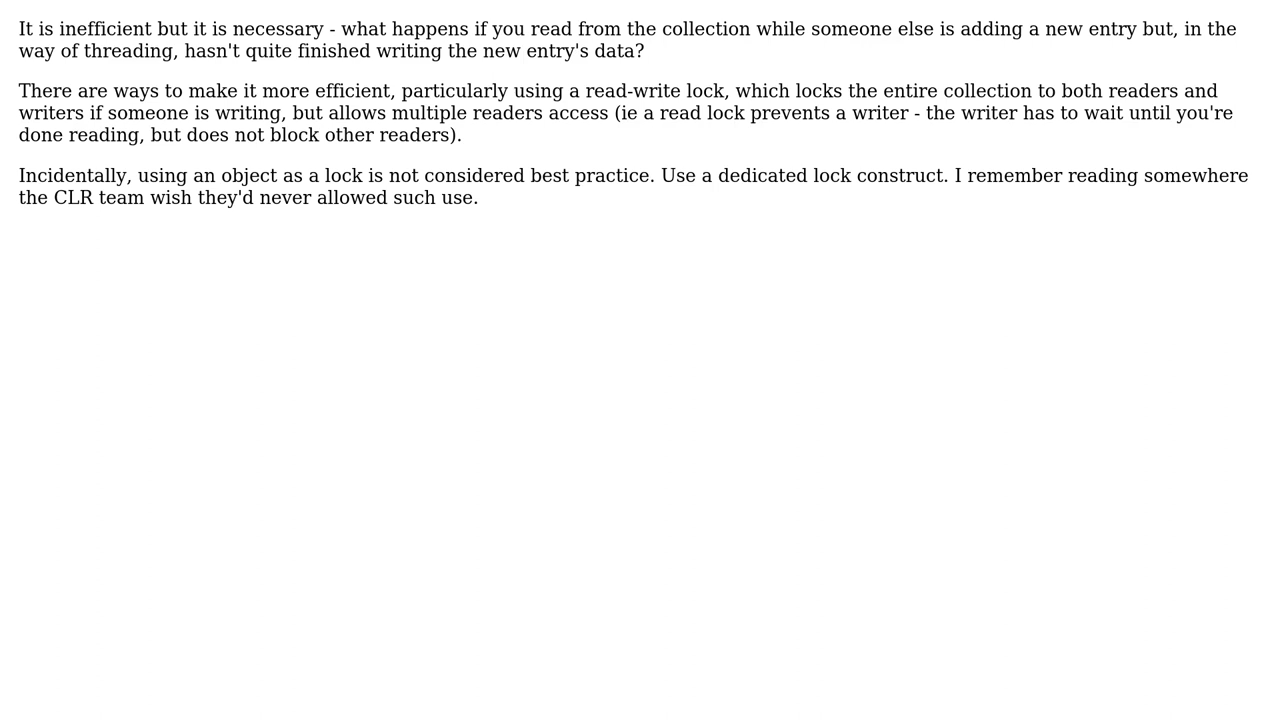 It is inefficient but it is necessary - what happens if you read from the collection while someone else is adding a new entry but, in the
way of threading, hasn't quite finished writing the new entry's data?
There are ways to make it more efficient, particularly using a read-write lock, which locks the entire collection to both readers and
writers if someone is writing, but allows multiple readers access (ie a read lock prevents a writer - the writer has to wait until you're
done reading, but does not block other readers).
Incidentally, using an object as a lock is not considered best practice. Use a dedicated lock construct. I remember reading somewhere
the CLR team wish they'd never allowed such use.